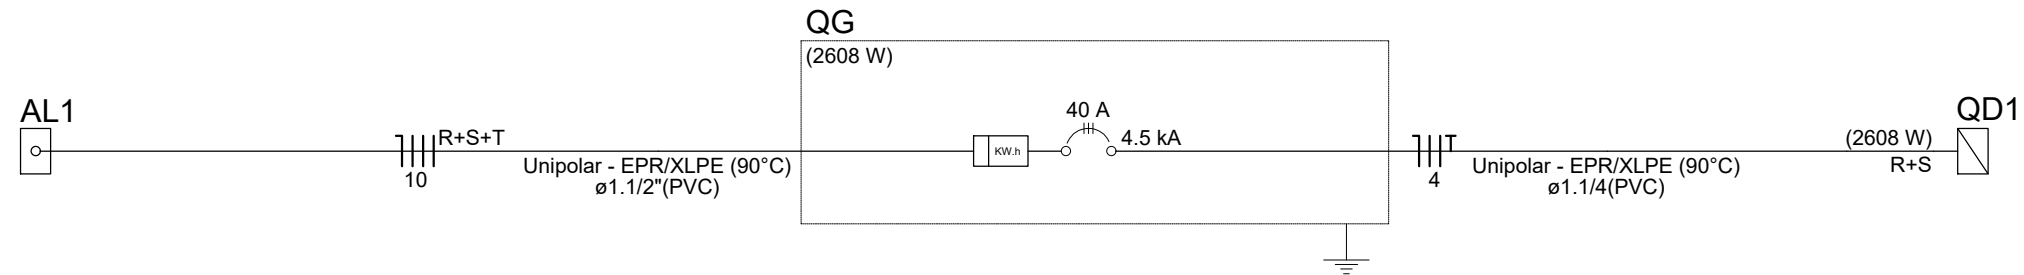 QG
(2608 W)
AL1
R+S+T
10
Unipolar - EPR/XLPE (90°C)
ø1.1/2"(PVC)
KW.h
40 A
4.5 kA
4
Unipolar - EPR/XLPE (90°C)
ø1.1/4(PVC)
(2608 W)
R+S
QD1